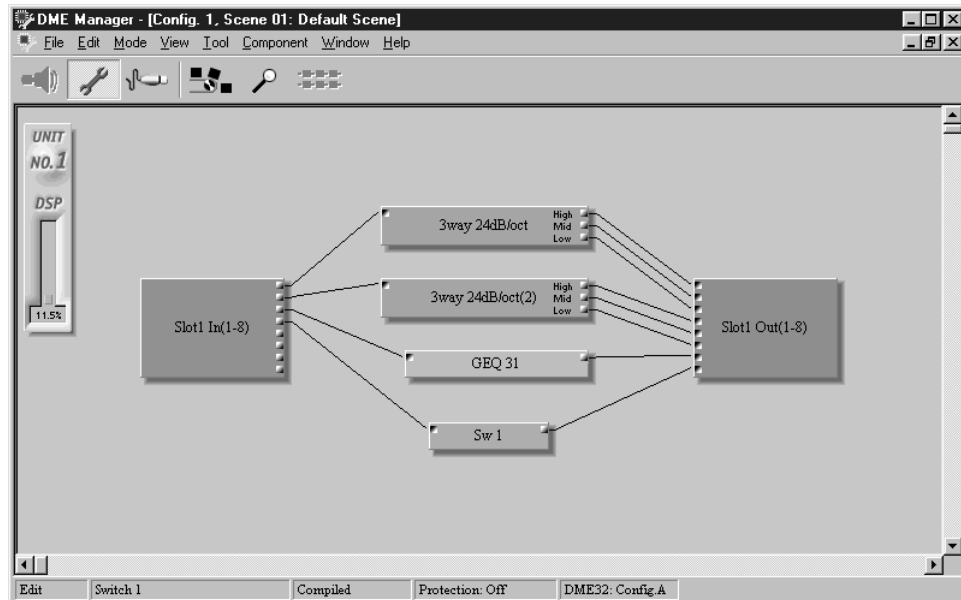 DME Manager - [Config. 1, Scene 01: Default Scene]
File Edit Mode View Tool Component Window Help
UNIT
NO.1
DSP
11.5%
3way 24dB/oct
High
Mid
Low
3way 24dB/oct(2)
High
Mid
Low
Slot1 In(1-8)
Slot1 Out(1-8)
GEQ 31
Sw 1
Edit Switch 1 Compiled Protection: Off DME32: Config.A